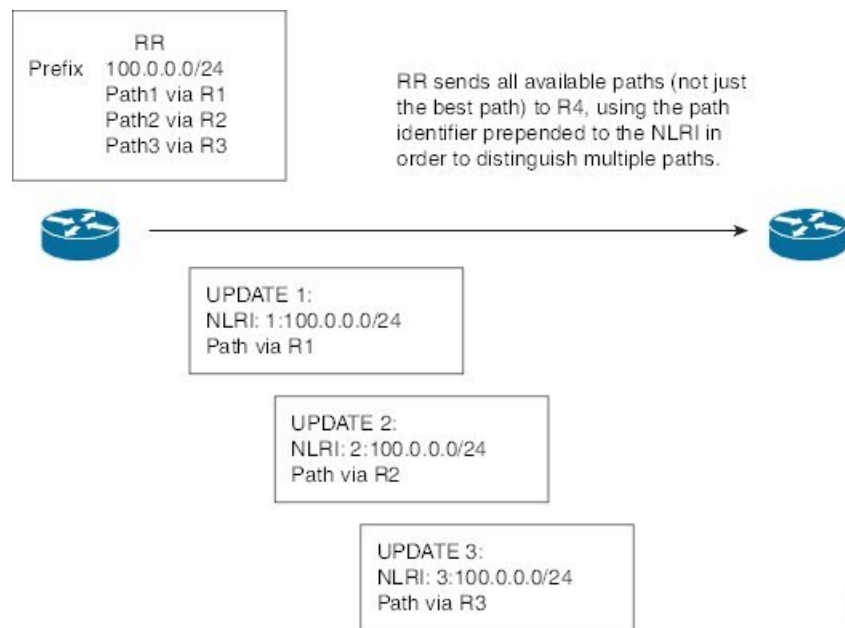 RR
Prefix 100.0.0.0/24
Path1 via R1
Path2 via R2
Path3 via R3
RR sends all available paths (not just
the best path) to R4, using the path
identifier prepended to the NLRI in
order to distinguish multiple paths.
UPDATE 1:
NLRI: 1:100.0.0.0/24
Path via R1
UPDATE 2:
NLRI: 2:100.0.0.0/24
Path via R2
UPDATE 3:
NLRI: 3:100.0.0.0/24
Path via R3